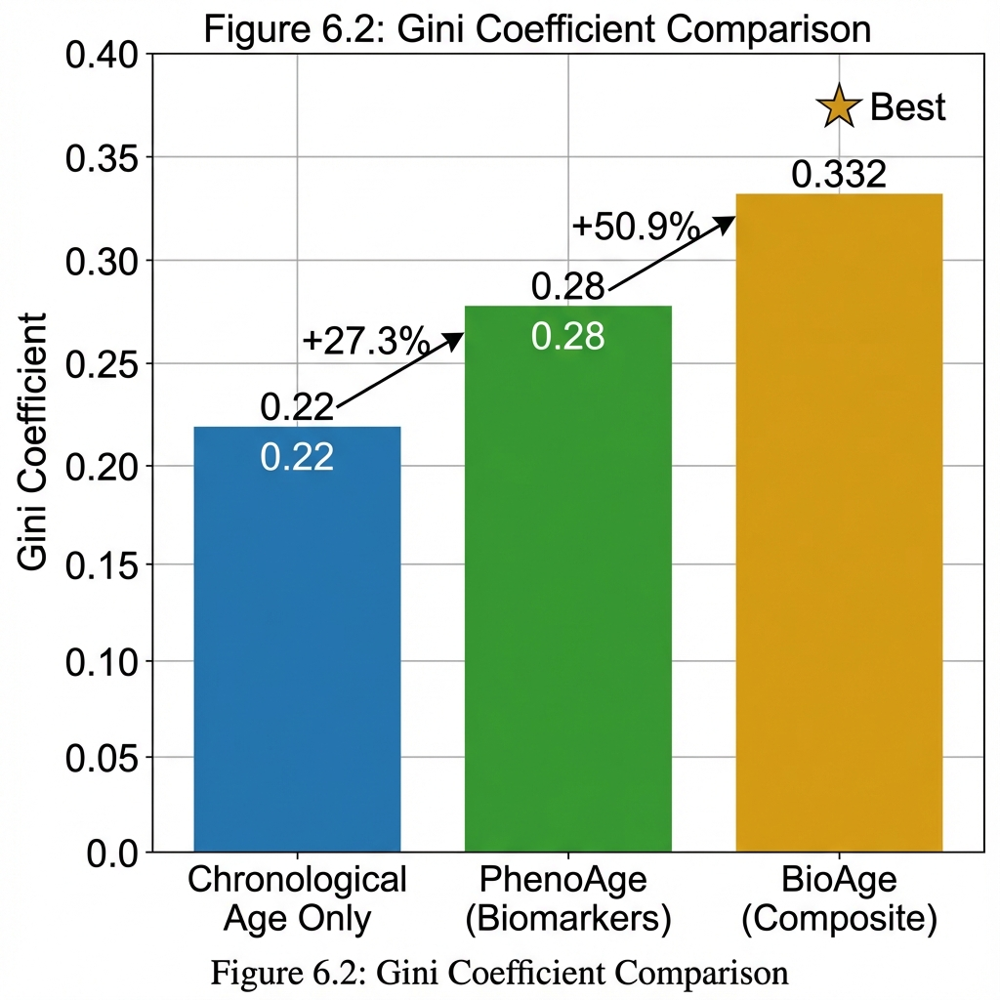 Figure 6.2: Gini Coefficient Comparison
Gini Coefficient
0.40
0.35
0.30
0.25
0.20
0.15
0.10
0.05
0.0
Best
0.332
+50.9%
0.28
0.28
+27.3%
0.22
0.22
Chronological
Age Only
PhenoAge
(Biomarkers)
BioAge
(Composite)
Figure 6.2: Gini Coefficient Comparison